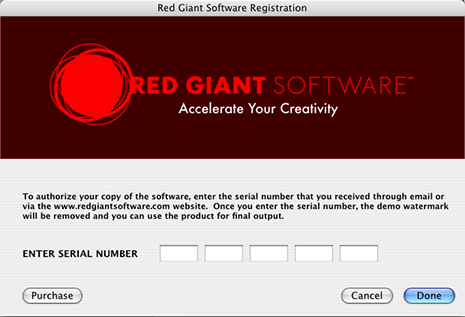 Red Giant Software Registration
RED GIANT SOFTWARE™
Accelerate Your Creativity
To authorize your copy of the software, enter the serial number that you received through email or
via the www.redgiantsoftware.com website. Once you enter the serial number, the demo watermark
will be removed and you can use the product for final output.
ENTER SERIAL NUMBER
Purchase
Cancel
Done